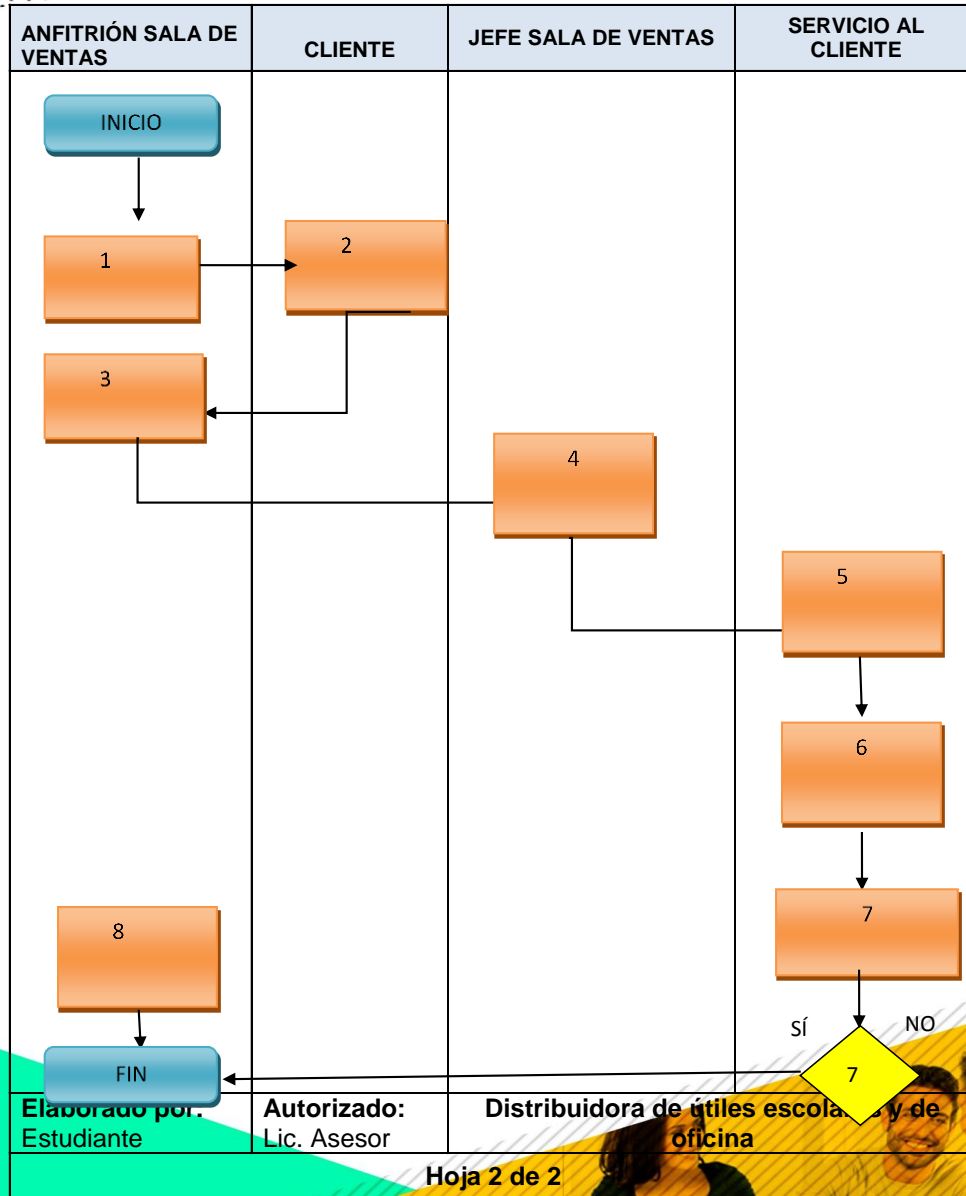 ANFITRIÓN SALA DE
VENTAS
CLIENTE
JEFE SALA DE VENTAS
SERVICIO AL
CLIENTE
INICIO
1
2
3
4
5
6
7
8
SÍ
NO
7
FIN
Elaborado por:
Estudiante
Autorizado:
Lic. Asesor
Distribuidora de útiles escolares y de
oficina
Hoja 2 de 2